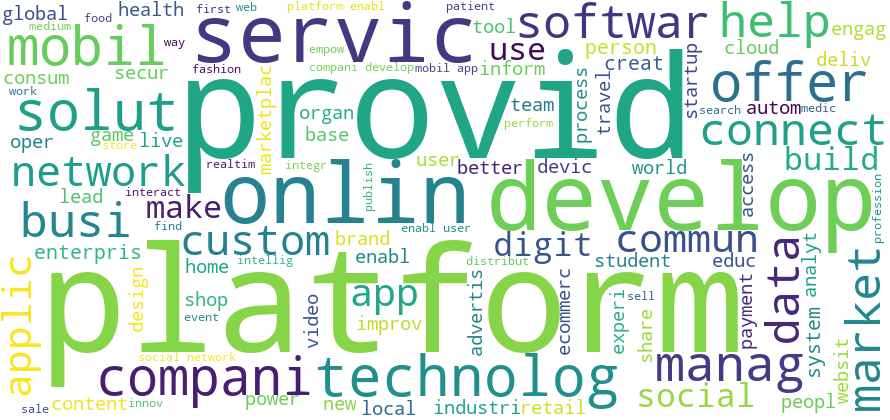 global
food
health
first
web
platform enabl
patient
medium
mobil
way
servic
tool
softwar
help
engag
empow
person
consum
secur
fashion
marketplac
compani develop
mobil app
inform
creat
cloud
deliv
use
work
solut
provid
process
travel
startup
offer
organ
team
search
autom
medic
game
base
perform
connect
oper
live
store
realtim
integr
user
better
devic
world
build
network
interact
publish
access
lead
make
onlin
develop
profession
busi
find
enabl user
custom
brand
digit
commun
data
enterpris
home
intellig
enabl
distribut
student
educ
market
applic
design
shop
event
app
platform
video
improv
advertis
ecommerc
experi
share
sell
payment
system
analyt
websit
social network
compani
technolog
manag
social
sale
content
innov
power
new
local
industri
retail
peopl